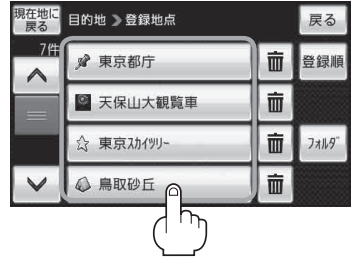 現在地に
戻る
目的地 》登録地点
戻る
7件
東京都庁
登録順
天保山大観覧車
東京ｽｶｲﾂﾘｰ
ﾌｫﾙﾀﾞ
鳥取砂丘